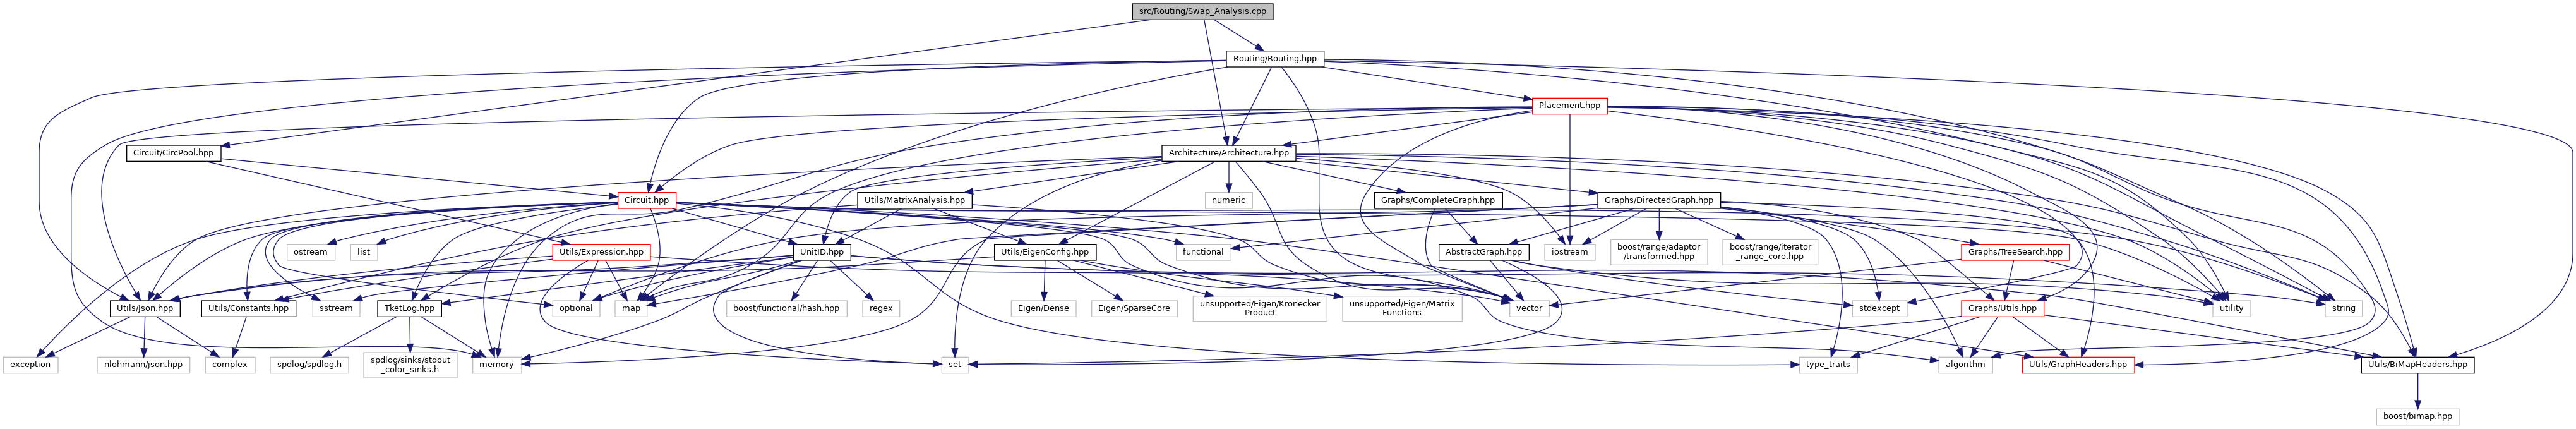 src/Routing/Swap_Analysis.cpp
Routing/Routing.hpp
Placement.hpp
Circuit/CircPool.hpp
Architecture/Architecture.hpp
Circuit.hpp
Utils/MatrixAnalysis.hpp
numeric
Graphs/CompleteGraph.hpp
Graphs/DirectedGraph.hpp
ostream
list
Utils/Expression.hpp
UnitID.hpp
Utils/EigenConfig.hpp
functional
AbstractGraph.hpp
iostream
boost/range/adaptor
/transformed.hpp
boost/range/iterator
_range_core.hpp
Graphs/TreeSearch.hpp
Utils/Json.hpp
Utils/Constants.hpp
sstream
TketLog.hpp
optional
map
boost/functional/hash.hpp
regex
Eigen/Dense
Eigen/SparseCore
unsupported/Eigen/Kronecker
Product
unsupported/Eigen/Matrix
Functions
vector
stdexcept
Graphs/Utils.hpp
utility
string
exception
nlohmann/json.hpp
complex
spdlog/spdlog.h
spdlog/sinks/stdout
_color_sinks.h
memory
set
type_traits
algorithm
Utils/GraphHeaders.hpp
Utils/BiMapHeaders.hpp
boost/bimap.hpp